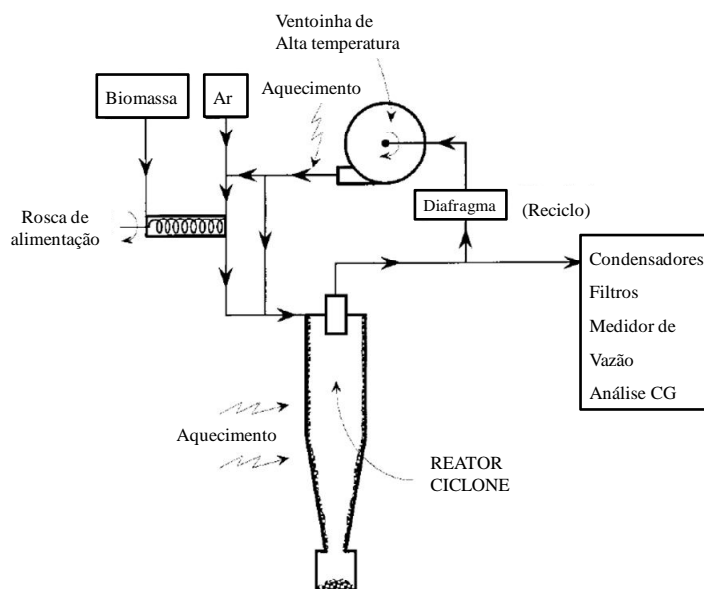 Ventoinha de
Alta temperatura
Aquecimento
Biomassa
Ar
Rosca de
alimentação
Diafragma
(Reciclo)
Condensadores
Filtros
Medidor de
Vazão
Análise CG
Aquecimento
REATOR
CICLONE